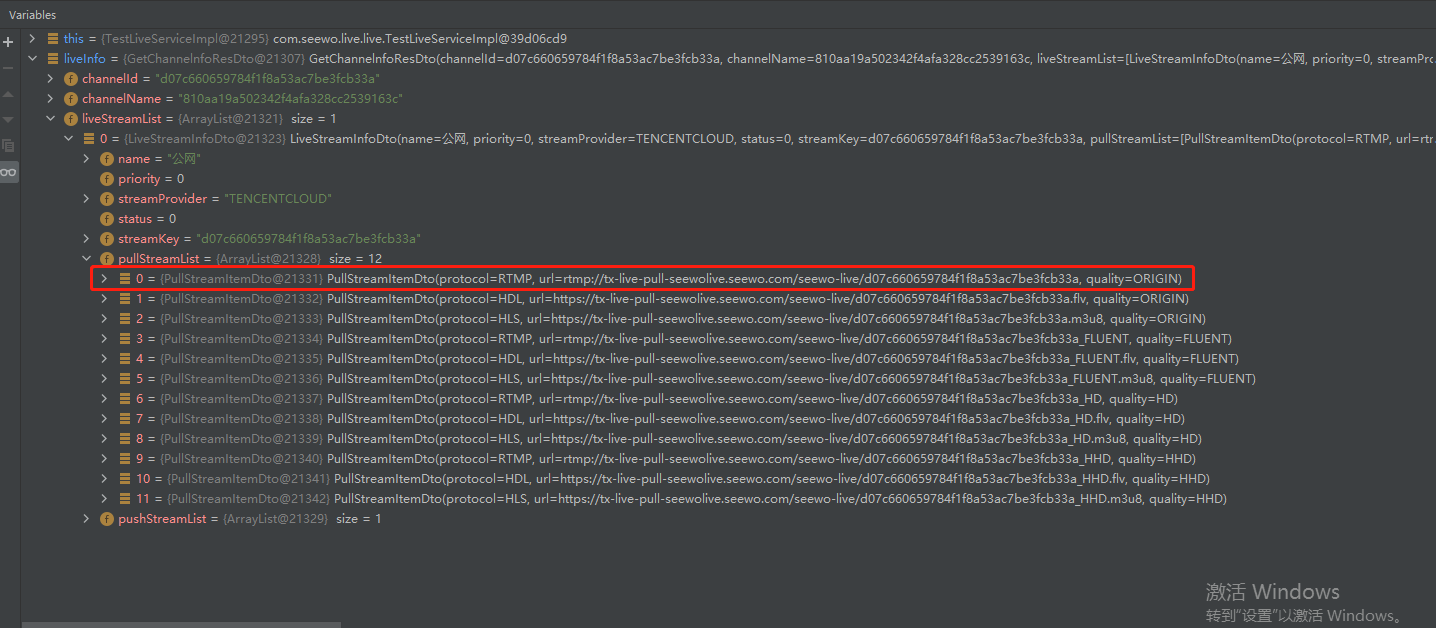 Variables
this = {TestLiveServiceImpl@21295} com.seewo.live.live.TestLiveServiceImpl@39d06cd9
liveInfo = {GetChannelnfoResDto@21307} GetChannelnfoResDto(channelId=d07c660659784f1f8a53ac7be3fcb33a, channelName=810aa19a502342f4afa328cc2539163c, liveStreamList=[LiveStreamInfoDto(name=公网, priority=0, streamPro
channelId = "d07c660659784f1f8a53ac7be3fcb33a"
channelName = "810aa19a502342f4afa328cc2539163c"
liveStreamList = {ArrayList@21321} size = 1
0 = {LiveStreamInfoDto@21323} LiveStreamInfoDto(name=公网, priority=0, streamProvider=TENCENTCLOUD, status=0, streamKey=d07c660659784f1f8a53ac7be3fcb33a, pullStreamList=[PullStreamItemDto(protocol=RTMP, url=rtr
name = "公网"
priority = 0
streamProvider = "TENCENTCLOUD"
status = 0
streamKey = "d07c660659784f1f8a53ac7be3fcb33a"
pullStreamList = {ArrayList@21328} size = 12
0 = {PullStreamItemDto@21331} PullStreamItemDto(protocol=RTMP, url=rtmp://tx-live-pull-seewolive.seewo.com/seewo-live/d07c660659784f1f8a53ac7be3fcb33a, quality=ORIGIN)
1 = {PullStreamItemDto@21332} PullStreamItemDto(protocol=HDL, url=https://tx-live-pull-seewolive.seewo.com/seewo-live/d07c660659784f1f8a53ac7be3fcb33a.flv, quality=ORIGIN)
2 = {PullStreamItemDto@21333} PullStreamItemDto(protocol=HLS, url=https://tx-live-pull-seewolive.seewo.com/seewo-live/d07c660659784f1f8a53ac7be3fcb33a.m3u8, quality=ORIGIN)
3 = {PullStreamItemDto@21334} PullStreamItemDto(protocol=RTMP, url=rtmp://tx-live-pull-seewolive.seewo.com/seewo-live/d07c660659784f1f8a53ac7be3fcb33a_FLUENT, quality=FLUENT)
4 = {PullStreamItemDto@21335} PullStreamItemDto(protocol=HDL, url=https://tx-live-pull-seewolive.seewo.com/seewo-live/d07c660659784f1f8a53ac7be3fcb33a_FLUENT.flv, quality=FLUENT)
5 = {PullStreamItemDto@21336} PullStreamItemDto(protocol=HLS, url=https://tx-live-pull-seewolive.seewo.com/seewo-live/d07c660659784f1f8a53ac7be3fcb33a_FLUENT.m3u8, quality=FLUENT)
6 = {PullStreamItemDto@21337} PullStreamItemDto(protocol=RTMP, url=rtmp://tx-live-pull-seewolive.seewo.com/seewo-live/d07c660659784f1f8a53ac7be3fcb33a_HD, quality=HD)
7 = {PullStreamItemDto@21338} PullStreamItemDto(protocol=HDL, url=https://tx-live-pull-seewolive.seewo.com/seewo-live/d07c660659784f1f8a53ac7be3fcb33a_HD.flv, quality=HD)
8 = {PullStreamItemDto@21339} PullStreamItemDto(protocol=HLS, url=https://tx-live-pull-seewolive.seewo.com/seewo-live/d07c660659784f1f8a53ac7be3fcb33a_HD.m3u8, quality=HD)
9 = {PullStreamItemDto@21340} PullStreamItemDto(protocol=RTMP, url=rtmp://tx-live-pull-seewolive.seewo.com/seewo-live/d07c660659784f1f8a53ac7be3fcb33a_HHD, quality=HHD)
10 = {PullStreamItemDto@21341} PullStreamItemDto(protocol=HDL, url=https://tx-live-pull-seewolive.seewo.com/seewo-live/d07c660659784f1f8a53ac7be3fcb33a_HHD.flv, quality=HHD)
11 = {PullStreamItemDto@21342} PullStreamItemDto(protocol=HLS, url=https://tx-live-pull-seewolive.seewo.com/seewo-live/d07c660659784f1f8a53ac7be3fcb33a_HHD.m3u8, quality=HHD)
pushStreamList = {ArrayList@21329} size = 1
激活 Windows
转到“设置”以激活 Windows。